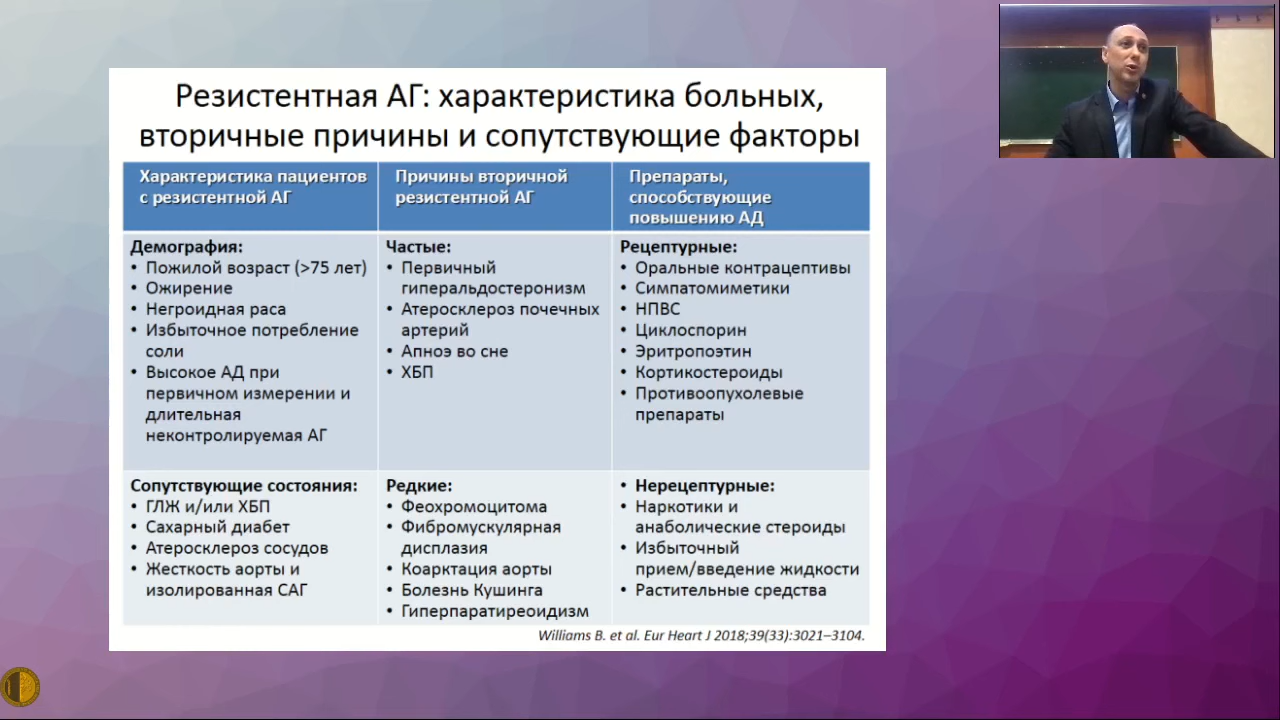 Резистентная АГ: характеристика больных,
вторичные причины и сопутствующие факторы
Характеристика пациентов
с резистентной АГ
Причины вторичной
резистентной АГ
Препараты,
способствующие
повышению АД
Демография:
• Пожилой возраст (>75 лет)
• Ожирение
• Негроидная раса
• Избыточное потребление
соли
• Высокое АД при
первичном измерении и
длительная
неконтролируемая АГ
Частые:
• Первичный
гиперальдостеронизм
• Атеросклероз почечных
артерий
• Апноэ во сне
• ХБП
Рецептурные:
• Оральные контрацептивы
• Симпатомиметики
• НПВС
• Циклоспорин
• Эритропоэтин
• Кортикостероиды
• Противоопухолевые
препараты
Сопутствующие состояния:
• ГЛЖ и/или ХБП
• Сахарный диабет
• Атеросклероз сосудов
• Жесткость аорты и
изолированная САГ
Редкие:
• Феохромоцитома
• Фибромускулярная
дисплазия
• Коарктация аорты
• Болезнь Кушинга
• Гиперпаратиреоидизм
• Нерецептурные:
• Наркотики и
анаболические стероиды
• Избыточный
прием/введение жидкости
• Растительные средства
Williams B. et al. Eur Heart J 2018;39(33):3021–3104.